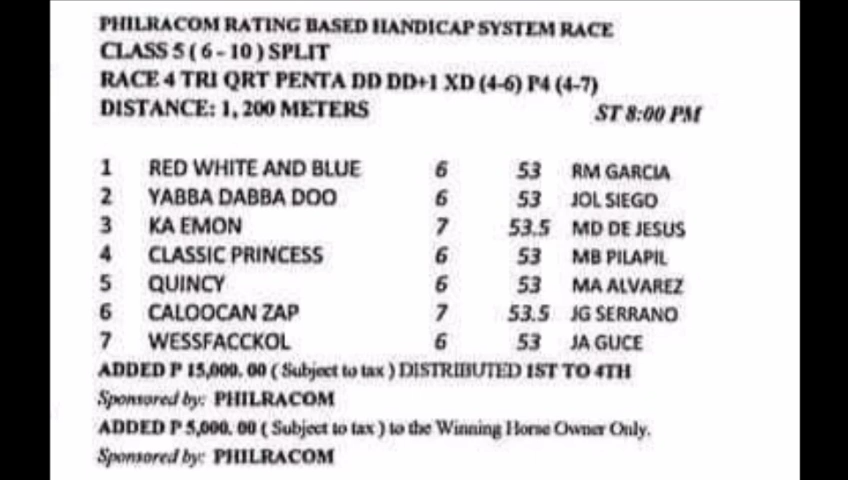 PHILRACOM RATING BASED HANDICAP SYSTEM RACE
CLASS 5 ( 6 - 10 ) SPLIT
RACE 4 TRI QRT PENTA DD DD+1 XD (4-6) P4 (4-7)
DISTANCE: 1, 200 METERS ST 8:00 PM
1 RED WHITE AND BLUE 6 53 RM GARCIA
2 YABBA DABBA DOO 6 53 JOL SIEGO
3 KA EMON 7 53.5 MD DE JESUS
4 CLASSIC PRINCESS 6 53 MB PILAPIL
5 QUINCY 6 53 MA ALVAREZ
6 CALOOCAN ZAP 7 53.5 JG SERRANO
7 WESSFACCKOL 6 53 JA GUCE
ADDED P 15,000. 00 ( Subject to tax ) DISTRIBUTED 1ST TO 4TH
Sponsored by: PHILRACOM
ADDED P 5,000. 00 ( Subject to tax ) to the Winning Horse Owner Only.
Sponsored by: PHILRACOM